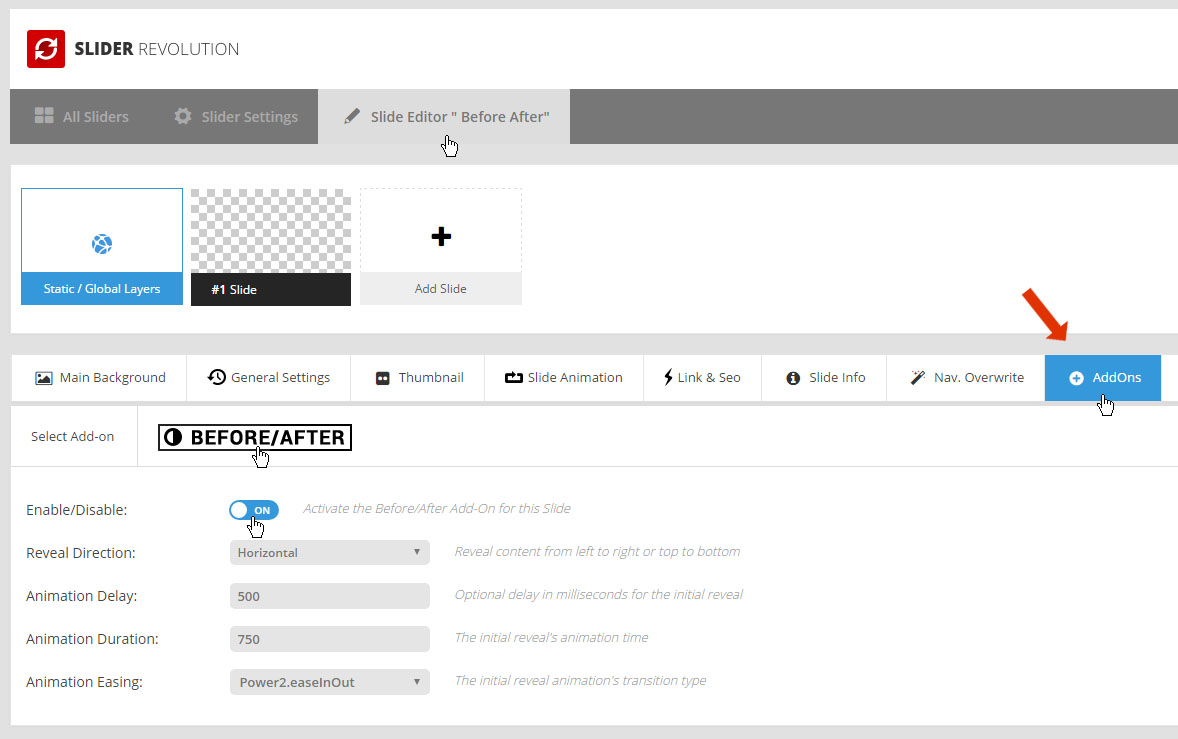 SLIDER REVOLUTION
All Sliders Slider Settings Slide Editor " Before After"
Static / Global Layers #1 Slide Add Slide
Main Background General Settings Thumbnail Slide Animation Link & Seo Slide Info Nav. Overwrite AddOns
Select Add-on BEFORE/AFTER
Enable/Disable: ON Activate the Before/After Add-On for this Slide
Reveal Direction: Horizontal Reveal content from left to right or top to bottom
Animation Delay: 500 Optional delay in milliseconds for the initial reveal
Animation Duration: 750 The initial reveal's animation time
Animation Easing: Power2.easeInOut The initial reveal animation's transition type